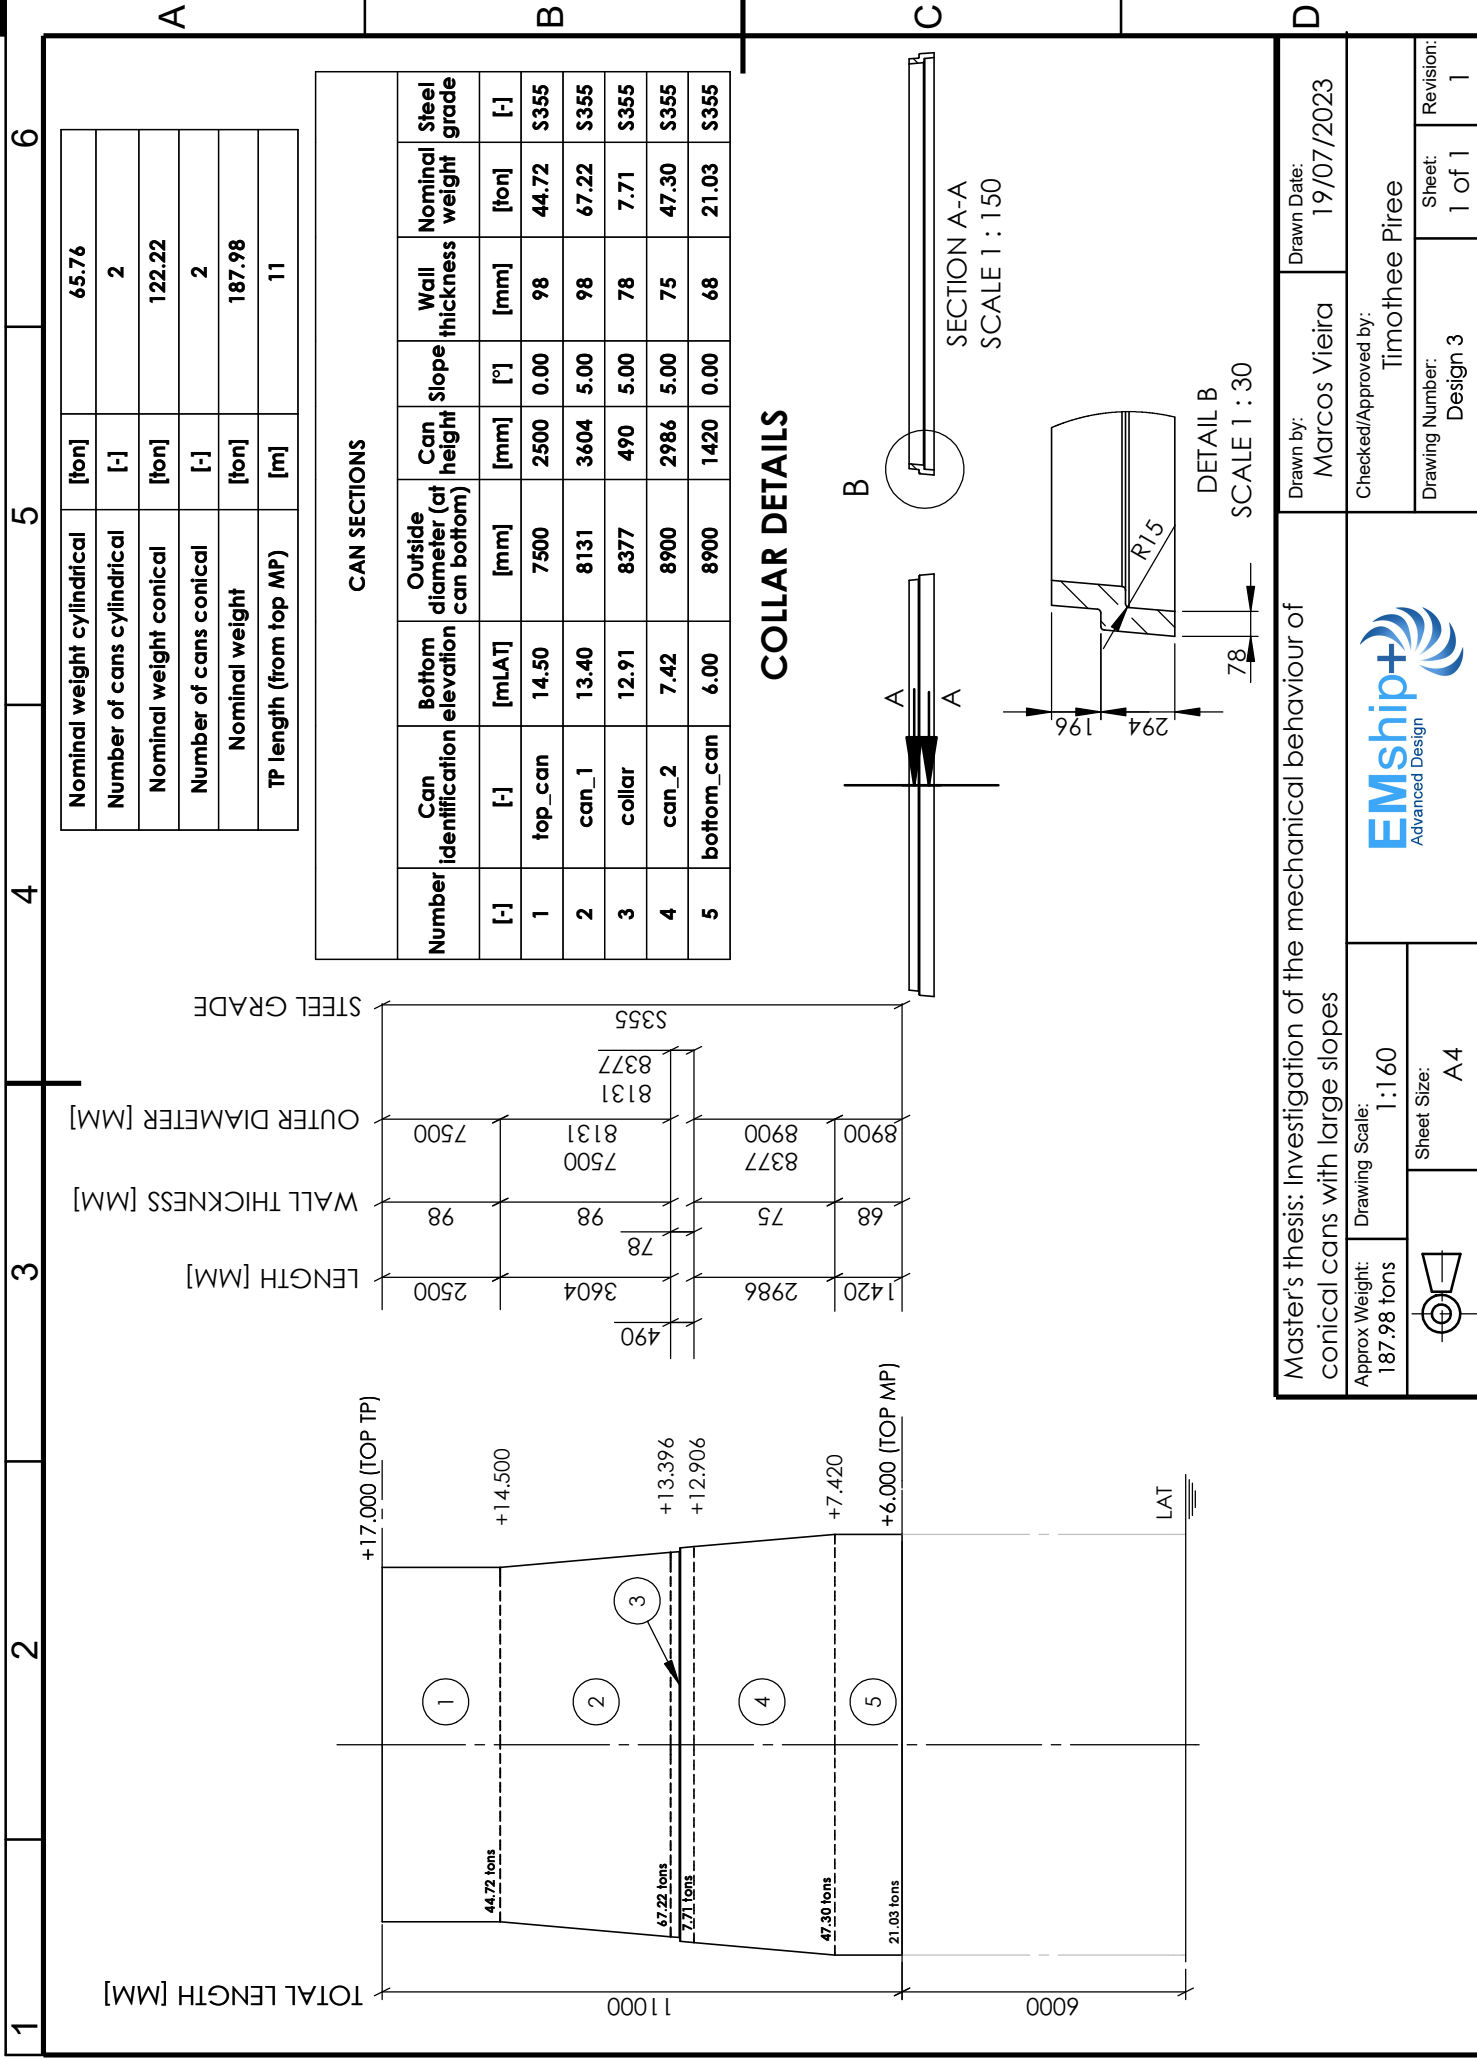 1
2
3
4
5
6
A
B
C
D
TOTAL LENGTH [MM]
11000
6000
+17.000 (TOP TP)
+14.500
+13.396
+12.906
+7.420
+6.000 (TOP MP)
LAT
1
2
3
4
5
44.72 tons
67.22 tons
7.71 tons
47.30 tons
21.03 tons
LENGTH [MM]
2500
3604
490
2986
1420
WALL THICKNESS [MM]
98
98
78
75
68
OUTER DIAMETER [MM]
7500
7500
8131
8131
8377
8377
8900
8900
STEEL GRADE
S355
Nominal weight cylindrical [ton] 65.76
Number of cans cylindrical [-] 2
Nominal weight conical [ton] 122.22
Number of cans conical [-] 2
Nominal weight [ton] 187.98
TP length (from top MP) [m] 11
CAN SECTIONS
Number Can identification Bottom elevation Outside diameter (at can bottom) Can height Slope Wall thickness Nominal weight Steel grade
[-] [-] [mLAT] [mm] [mm] [°] [mm] [ton] [-]
1 top_can 14.50 7500 2500 0.00 98 44.72 S355
2 can_1 13.40 8131 3604 5.00 98 67.22 S355
3 collar 12.91 8377 490 5.00 78 7.71 S355
4 can_2 7.42 8900 2986 5.00 75 47.30 S355
5 bottom_can 6.00 8900 1420 0.00 68 21.03 S355
COLLAR DETAILS
A
A
B
SECTION A-A
SCALE 1 : 150
196
294
78
R15
DETAIL B
SCALE 1 : 30
Master's thesis: Investigation of the mechanical behaviour of
conical cans with large slopes
Approx Weight:
187.98 tons
Drawing Scale:
1:160
Sheet Size:
A4
EMship+
Advanced Design
Drawn by:
Marcos Vieira
Drawn Date:
19/07/2023
Checked/Approved by:
Timothee Piree
Drawing Number:
Design 3
Sheet:
1 of 1
Revision:
1